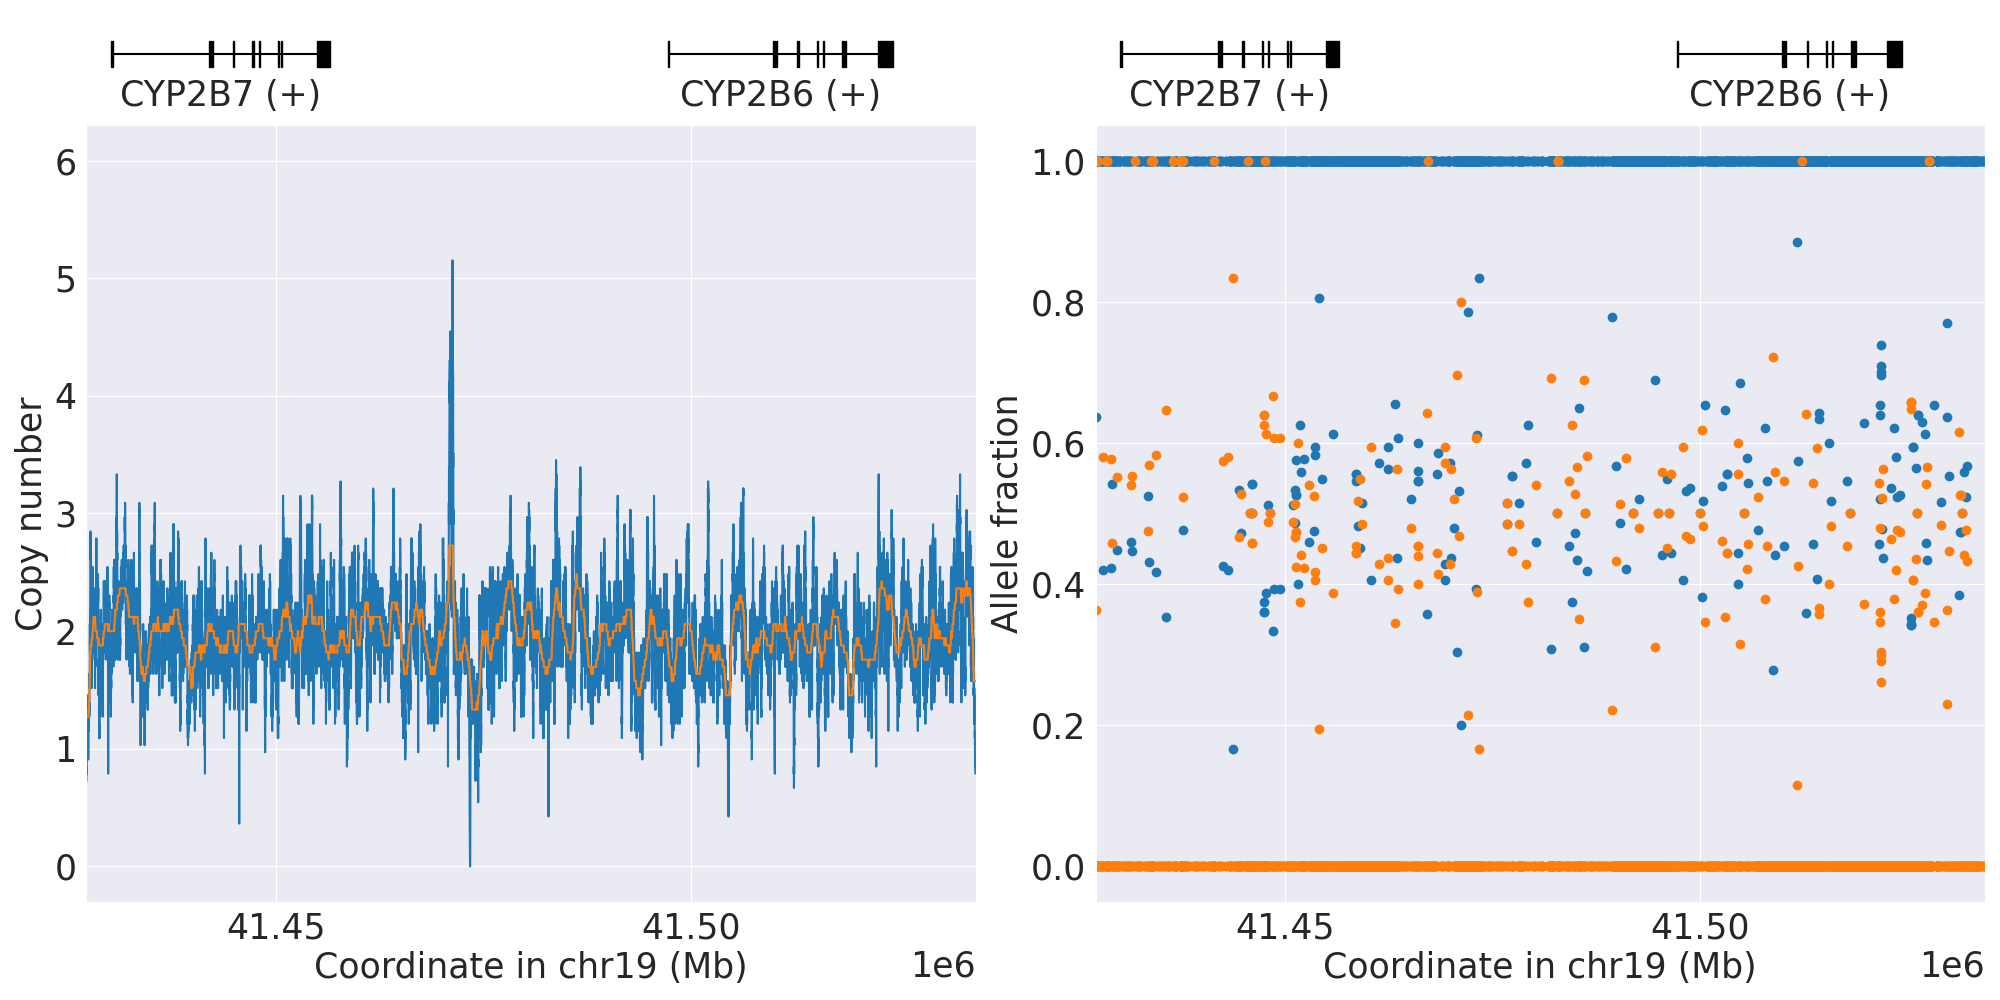 CYP2B7 (+)
CYP2B6 (+)
6
5
4
3
2
1
0
Copy number
41.45
41.50
Coordinate in chr19 (Mb)
1e6
CYP2B7 (+)
CYP2B6 (+)
1.0
0.8
0.6
0.4
0.2
0.0
Allele fraction
41.45
41.50
Coordinate in chr19 (Mb)
1e6